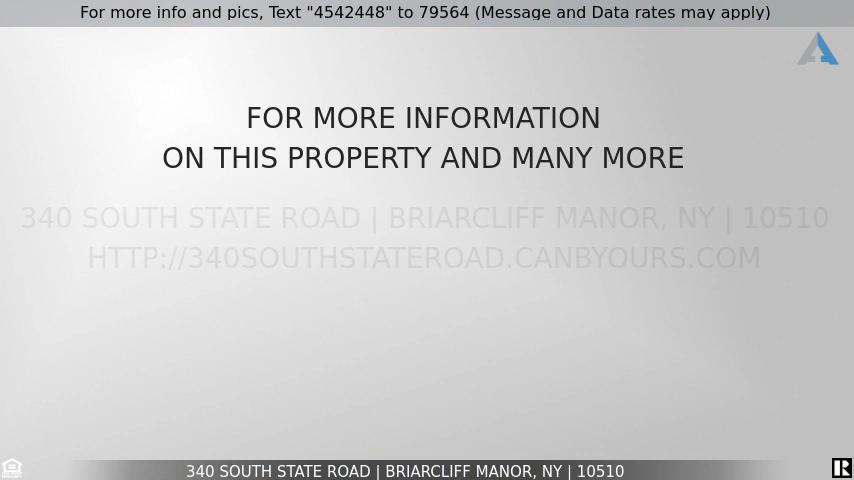 For more info and pics, Text "4542448" to 79564 (Message and Data rates may apply)
FOR MORE INFORMATION
ON THIS PROPERTY AND MANY MORE
340 SOUTH STATE ROAD | BRIARCLIFF MANOR, NY | 10510
HTTP://340SOUTHSTATEROAD.CANBYOURS.COM
340 SOUTH STATE ROAD | BRIARCLIFF MANOR, NY | 10510